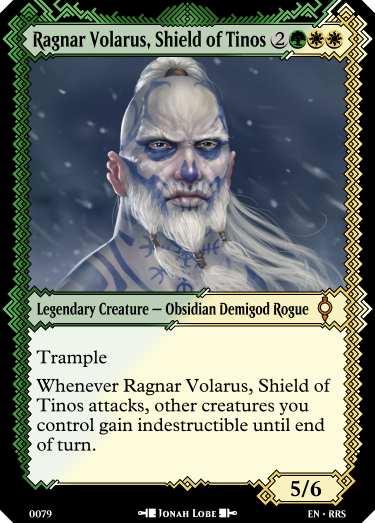 Ragnar Volarus, Shield of Tinos 2
Legendary Creature — Obsidian Demigod Rogue
Trample
Whenever Ragnar Volarus, Shield of
Tinos attacks, other creatures you
control gain indestructible until end
of turn.
5/6
0079 JONAH LOBE EN • RRS